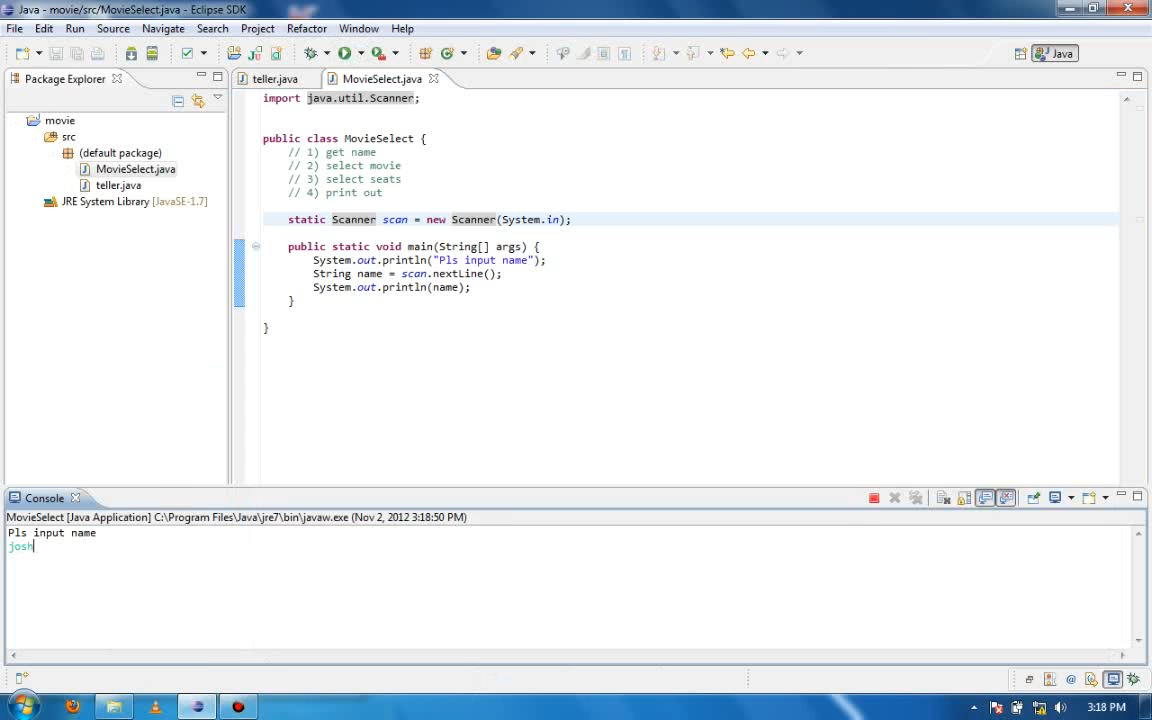 Java - movie/src/MovieSelect.java - Eclipse SDK
File Edit Run Source Navigate Search Project Refactor Window Help
Java
Package Explorer
teller.java
MovieSelect.java
movie
src
(default package)
MovieSelect.java
teller.java
JRE System Library [JavaSE-1.7]
import java.util.Scanner;
public class MovieSelect {
// 1) get name
// 2) select movie
// 3) select seats
// 4) print out
static Scanner scan = new Scanner(System.in);
public static void main(String[] args) {
System.out.println("Pls input name");
String name = scan.nextLine();
System.out.println(name);
}
}
Console
MovieSelect [Java Application] C:\Program Files\Java\jre7\bin\javaw.exe (Nov 2, 2012 3:18:50 PM)
Pls input name
josh
3:18 PM